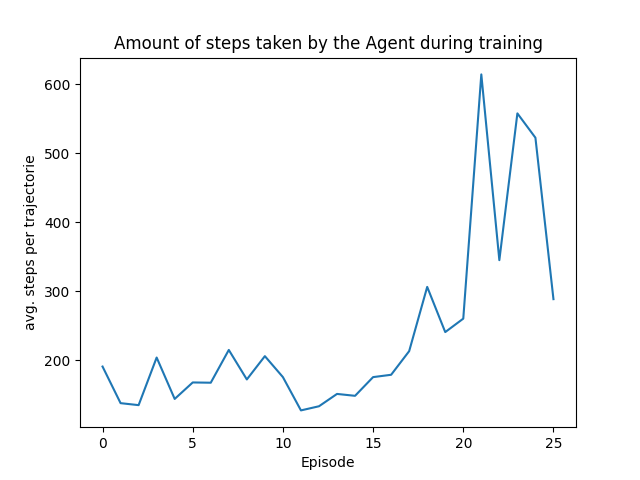 Amount of steps taken by the Agent during training
avg. steps per trajectorie
600
500
400
300
200
0 5 10 15 20 25
Episode